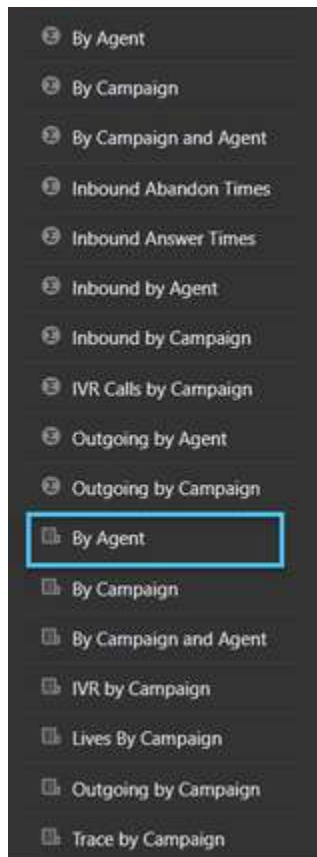 By Agent
By Campaign
By Campaign and Agent
Inbound Abandon Times
Inbound Answer Times
Inbound by Agent
Inbound by Campaign
IVR Calls by Campaign
Outgoing by Agent
Outgoing by Campaign
By Agent
By Campaign
By Campaign and Agent
IVR by Campaign
Lives By Campaign
Outgoing by Campaign
Trace by Campaign